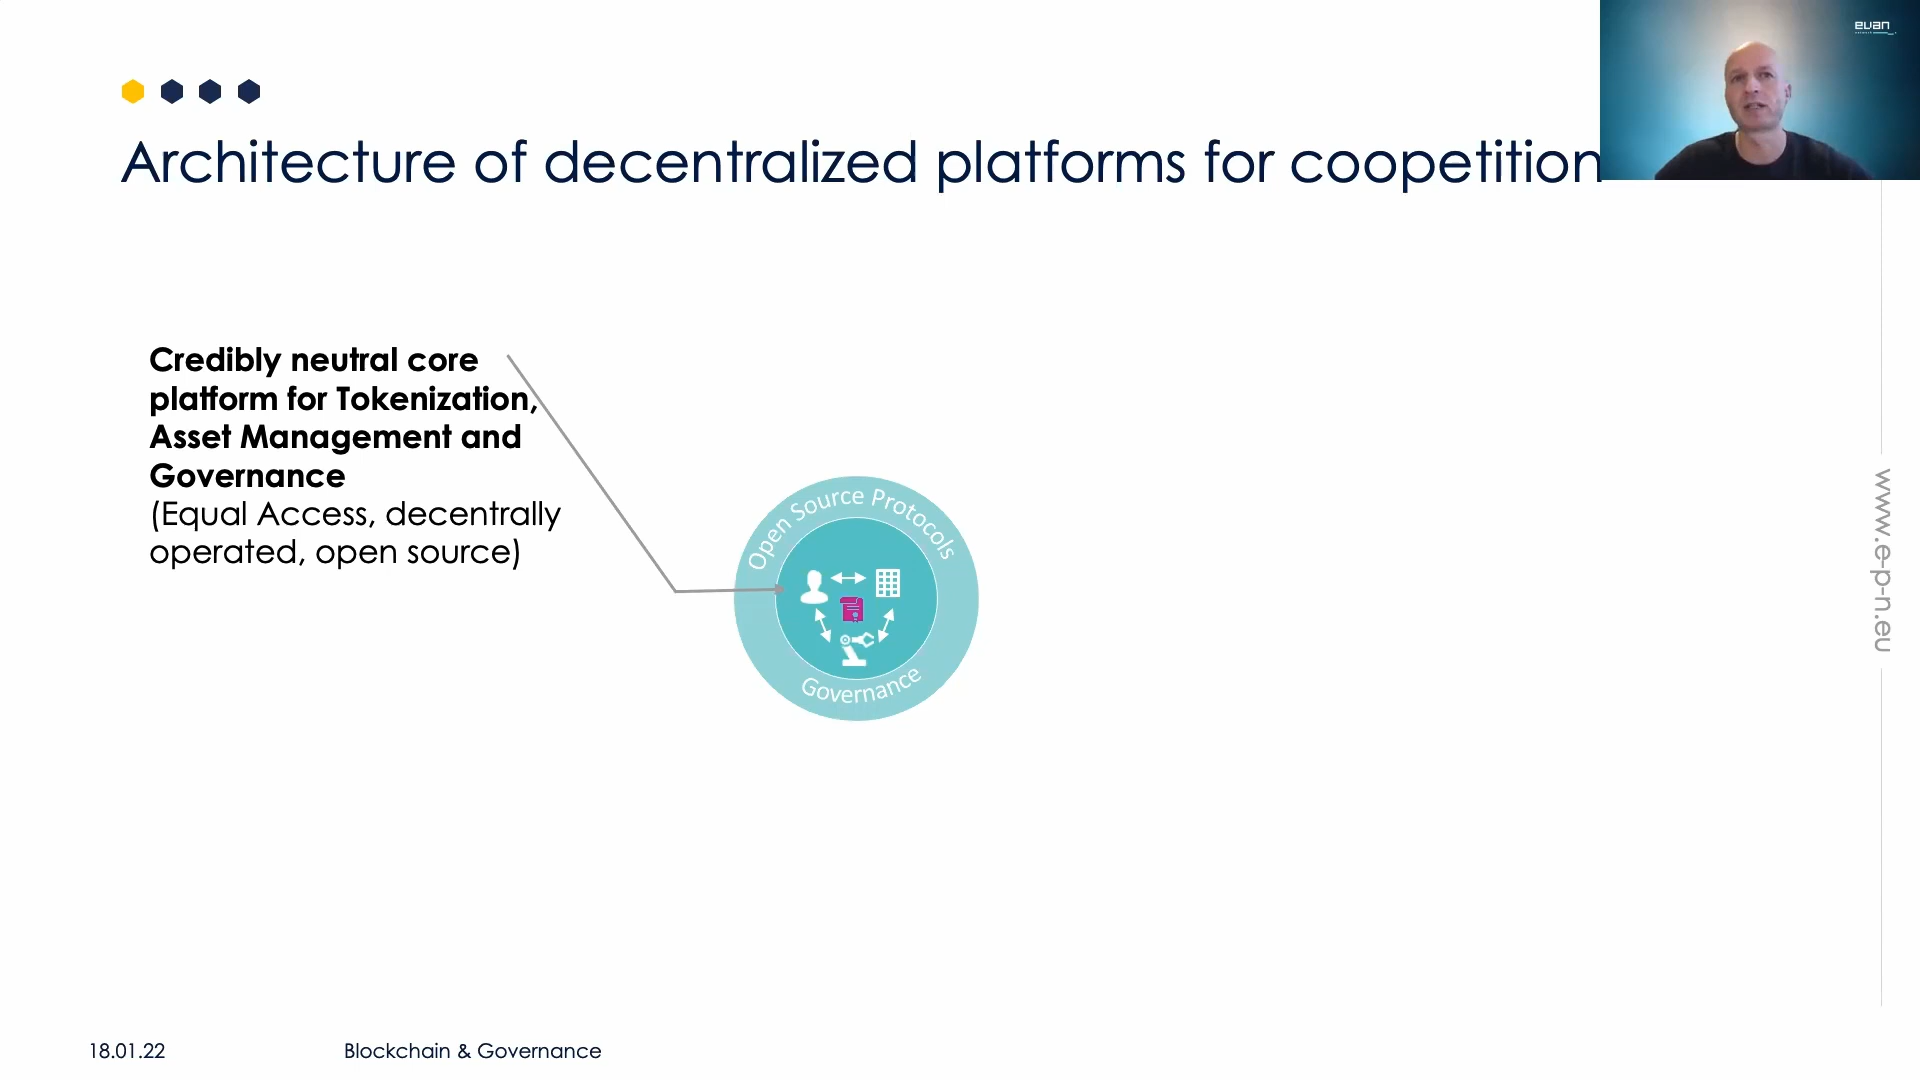 euan
Architecture of decentralized platforms for coopetition
Credibly neutral core
platform for Tokenization,
Asset Management and
Governance
(Equal Access, decentrally
operated, open source)
Open Source Protocols
Governance
www.e-p-n.eu
18.01.22
Blockchain & Governance